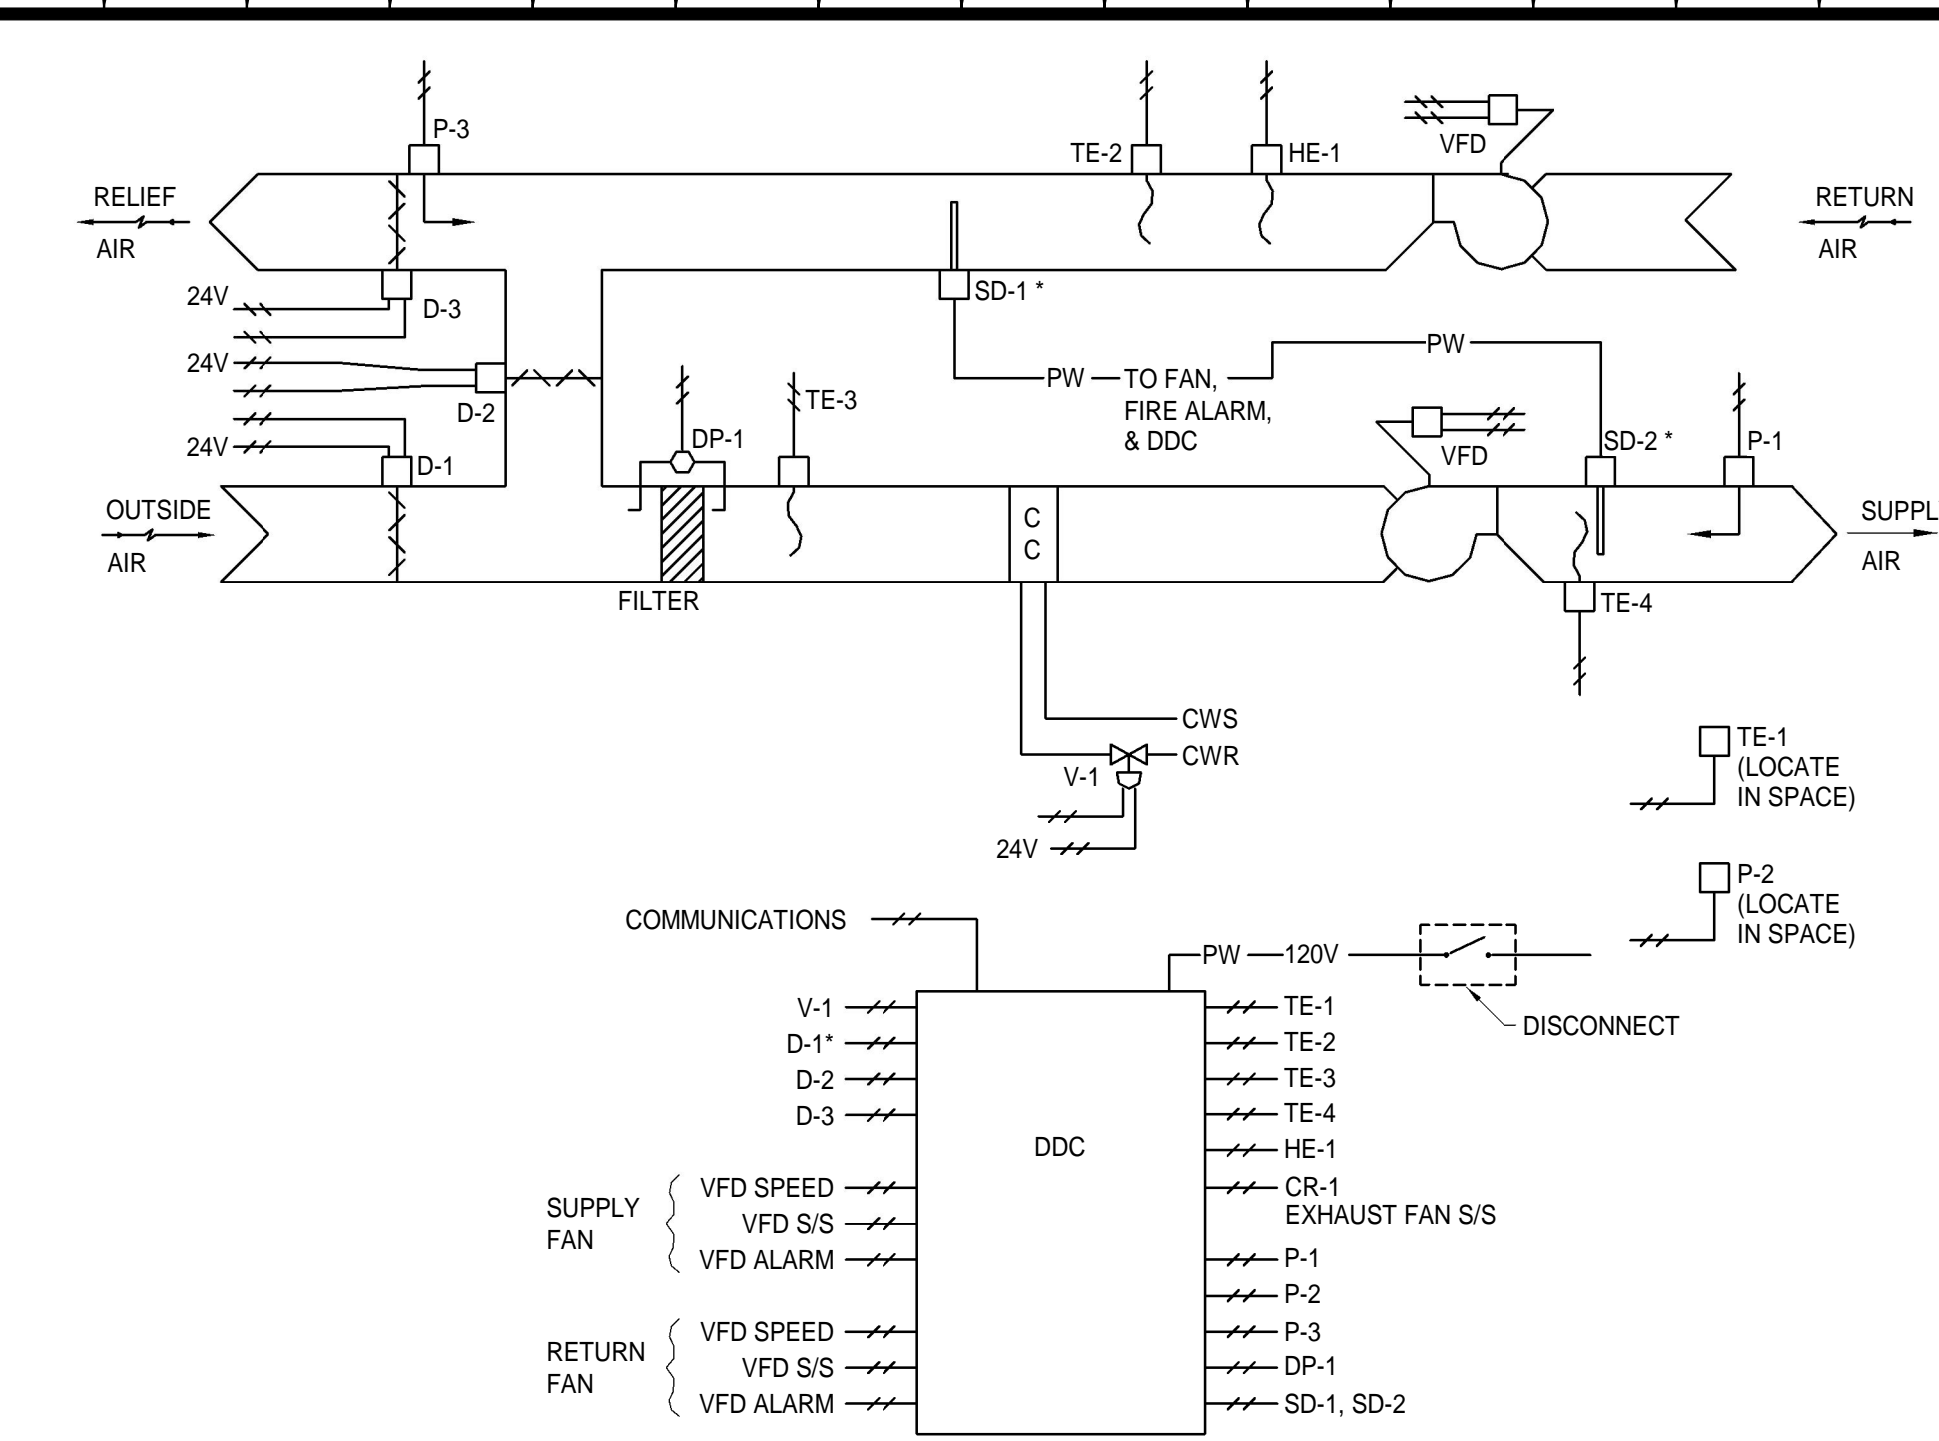 P-3
TE-2
HE-1
VFD
RELIEF
AIR
RETURN
AIR
24V
D-3
SD-1 *
24V
D-2
PW
PW
TO FAN,
FIRE ALARM,
& DDC
TE-3
DP-1
24V
D-1
VFD
SD-2 *
P-1
OUTSIDE
AIR
C
C
SUPPL
AIR
FILTER
TE-4
CWS
CWR
V-1
24V
TE-1
(LOCATE
IN SPACE)
P-2
(LOCATE
IN SPACE)
COMMUNICATIONS
PW
120V
DISCONNECT
V-1
D-1*
D-2
D-3
SUPPLY
FAN
VFD SPEED
VFD S/S
VFD ALARM
RETURN
FAN
VFD SPEED
VFD S/S
VFD ALARM
DDC
TE-1
TE-2
TE-3
TE-4
HE-1
CR-1
EXHAUST FAN S/S
P-1
P-2
P-3
DP-1
SD-1, SD-2